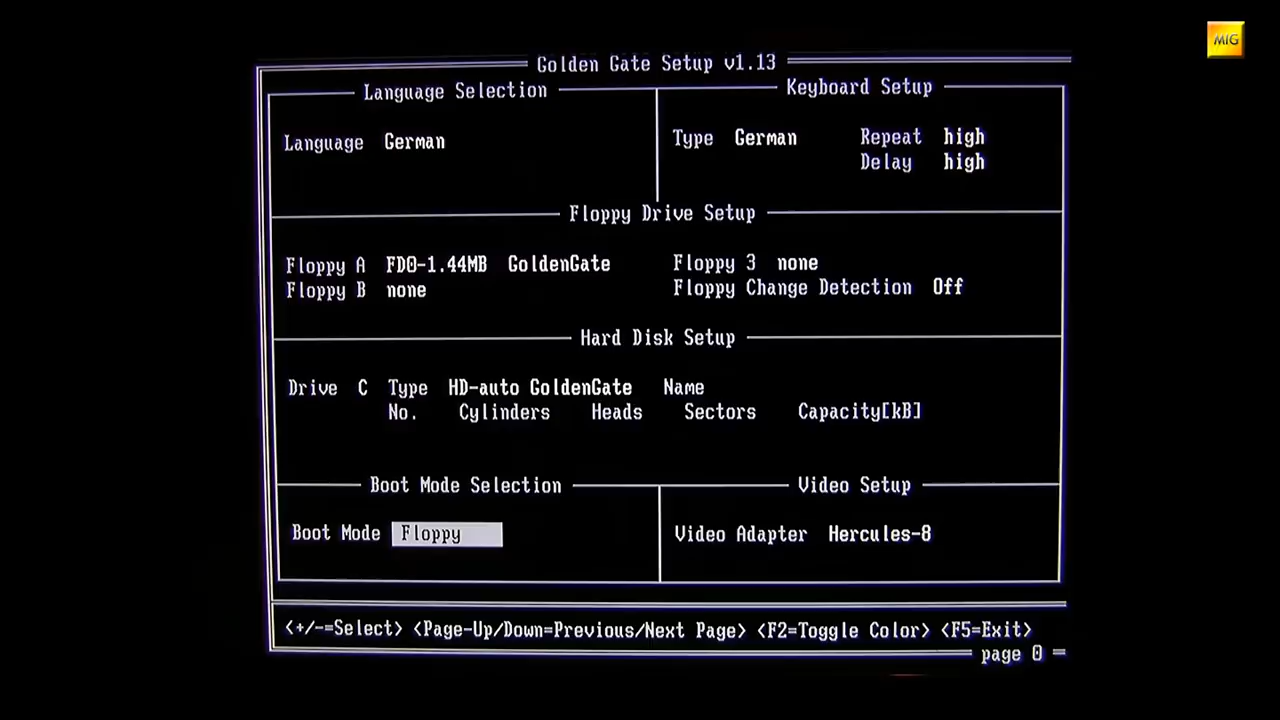 MIG
Golden Gate Setup v1.13
Language Selection
Keyboard Setup
Language German
Type German Repeat high
Delay high
Floppy Drive Setup
Floppy A FD0-1.44MB GoldenGate Floppy 3 none
Floppy B none Floppy Change Detection Off
Hard Disk Setup
Drive C Type HD-auto GoldenGate Name
No. Cylinders Heads Sectors Capacity[kB]
Boot Mode Selection
Video Setup
Boot Mode Floppy
Video Adapter Hercules-8
<+/-=Select> <Page-Up/Down=Previous/Next Page> <F2=Toggle Color> <F5=Exit>
page 0